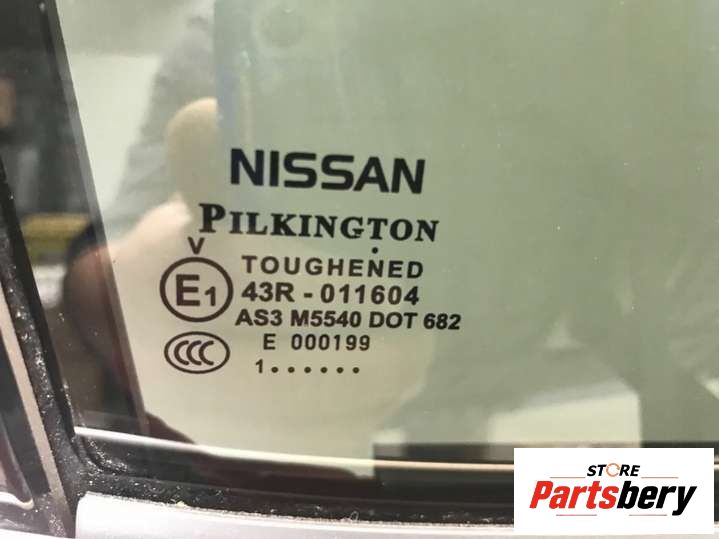 NISSAN
PILKINGTON
V
TOUGHENED
E1
43R - 011604
AS3 M5540 DOT 682
E 000199
CCC
1......
STORE
Partsbery